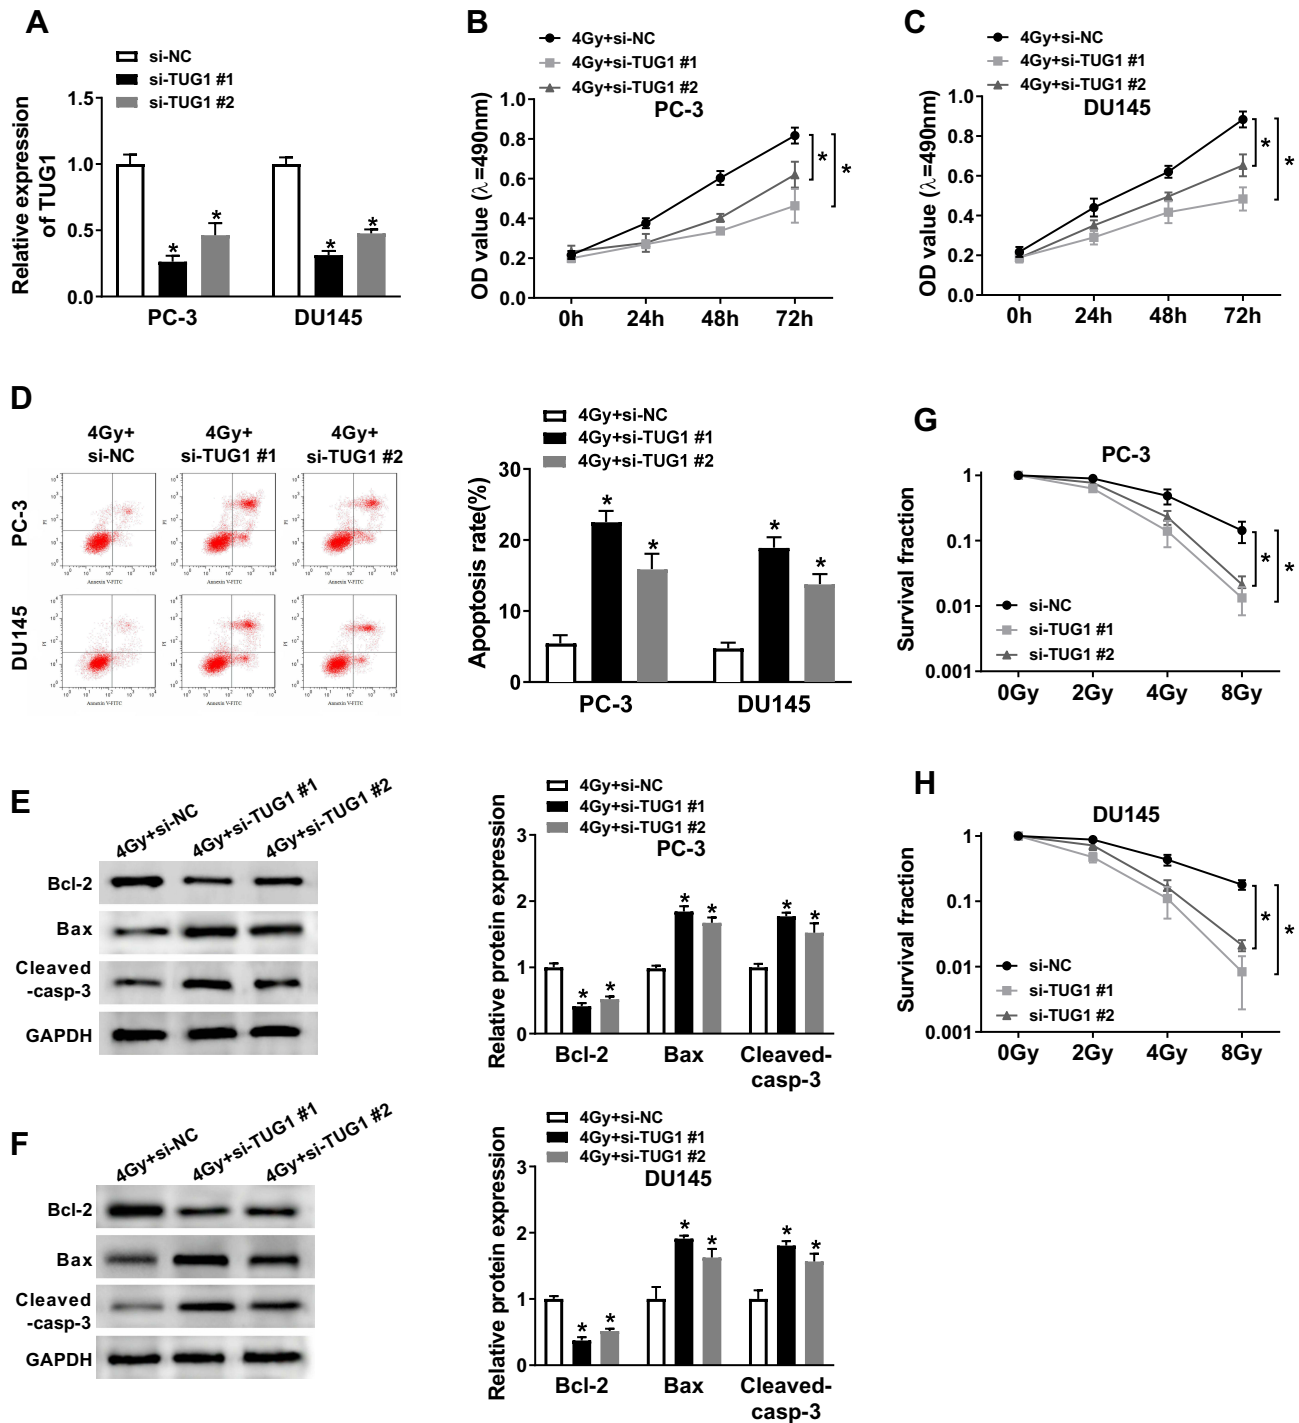 A
si-NC
si-TUG1 #1
si-TUG1 #2
Relative expression
of TUG1
1.5
1.0
0.5
0.0
* * * *
PC-3 DU145
B
4Gy+si-NC
4Gy+si-TUG1 #1
4Gy+si-TUG1 #2
PC-3
OD value (λ=490nm)
1.0
0.8
0.6
0.4
0.2
0.0
* *
0h 24h 48h 72h
C
4Gy+si-NC
4Gy+si-TUG1 #1
4Gy+si-TUG1 #2
DU145
OD value (λ=490nm)
1.0
0.8
0.6
0.4
0.2
0.0
* *
0h 24h 48h 72h
D
4Gy+
si-NC
4Gy+
si-TUG1 #1
4Gy+
si-TUG1 #2
PC-3
Annexin V-FITC Annexin V-FITC Annexin V-FITC
DU145
Annexin V-FITC Annexin V-FITC Annexin V-FITC
4Gy+si-NC
4Gy+si-TUG1 #1
4Gy+si-TUG1 #2
Apoptosis rate(%)
30
20
10
0
* * * *
PC-3 DU145
G
PC-3
Survival fraction
1
0.1
0.01
0.001
si-NC
si-TUG1 #1
si-TUG1 #2
* *
0Gy 2Gy 4Gy 8Gy
E
4Gy+si-NC 4Gy+si-TUG1 #1 4Gy+si-TUG1 #2
Bcl-2
Bax
Cleaved
-casp-3
GAPDH
4Gy+si-NC
4Gy+si-TUG1 #1
4Gy+si-TUG1 #2
PC-3
Relative protein expression
3
2
1
0
* * * * * *
Bcl-2 Bax Cleaved-
casp-3
H
DU145
Survival fraction
1
0.1
0.01
0.001
si-NC
si-TUG1 #1
si-TUG1 #2
* *
0Gy 2Gy 4Gy 8Gy
F
4Gy+si-NC 4Gy+si-TUG1 #1 4Gy+si-TUG1 #2
Bcl-2
Bax
Cleaved
-casp-3
GAPDH
4Gy+si-NC
4Gy+si-TUG1 #1
4Gy+si-TUG1 #2
DU145
Relative protein expression
3
2
1
0
* * * * * *
Bcl-2 Bax Cleaved-
casp-3